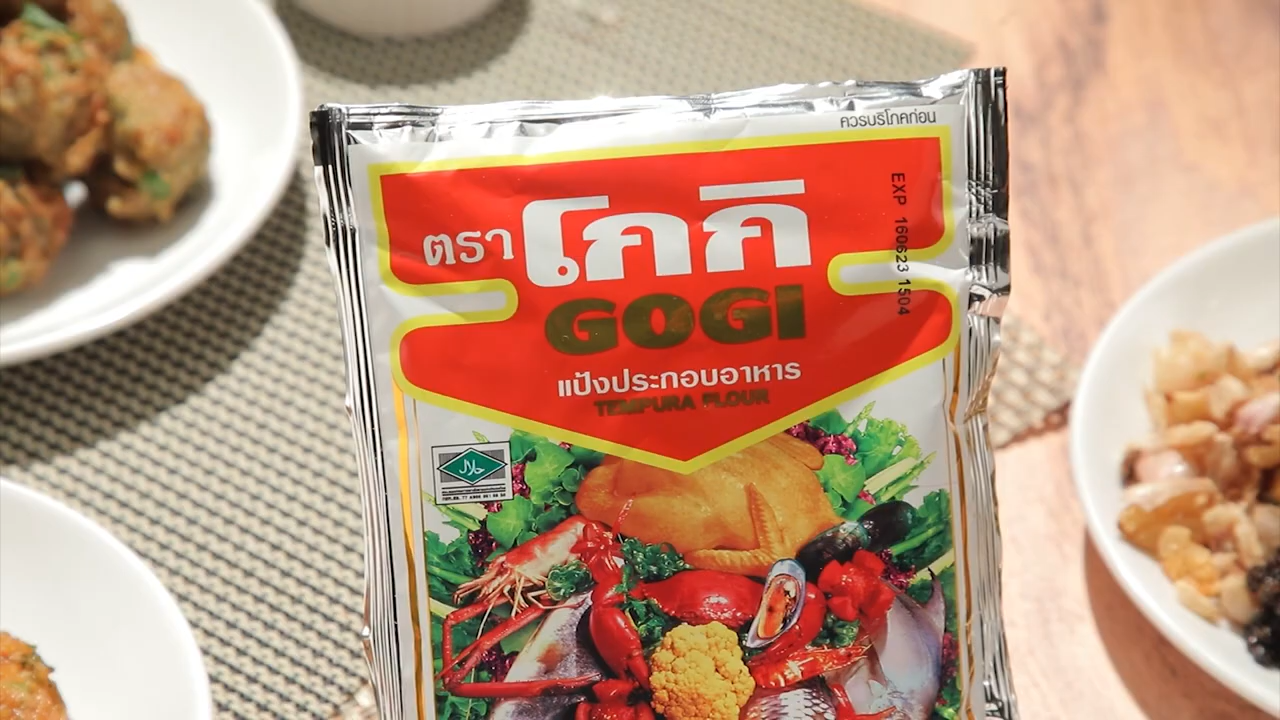 ควรบริโภคก่อน
EXP 160623 1504
ตรา โกกิ
GOGI
แป้งประกอบอาหาร
TEMPURA FLOUR
حلال